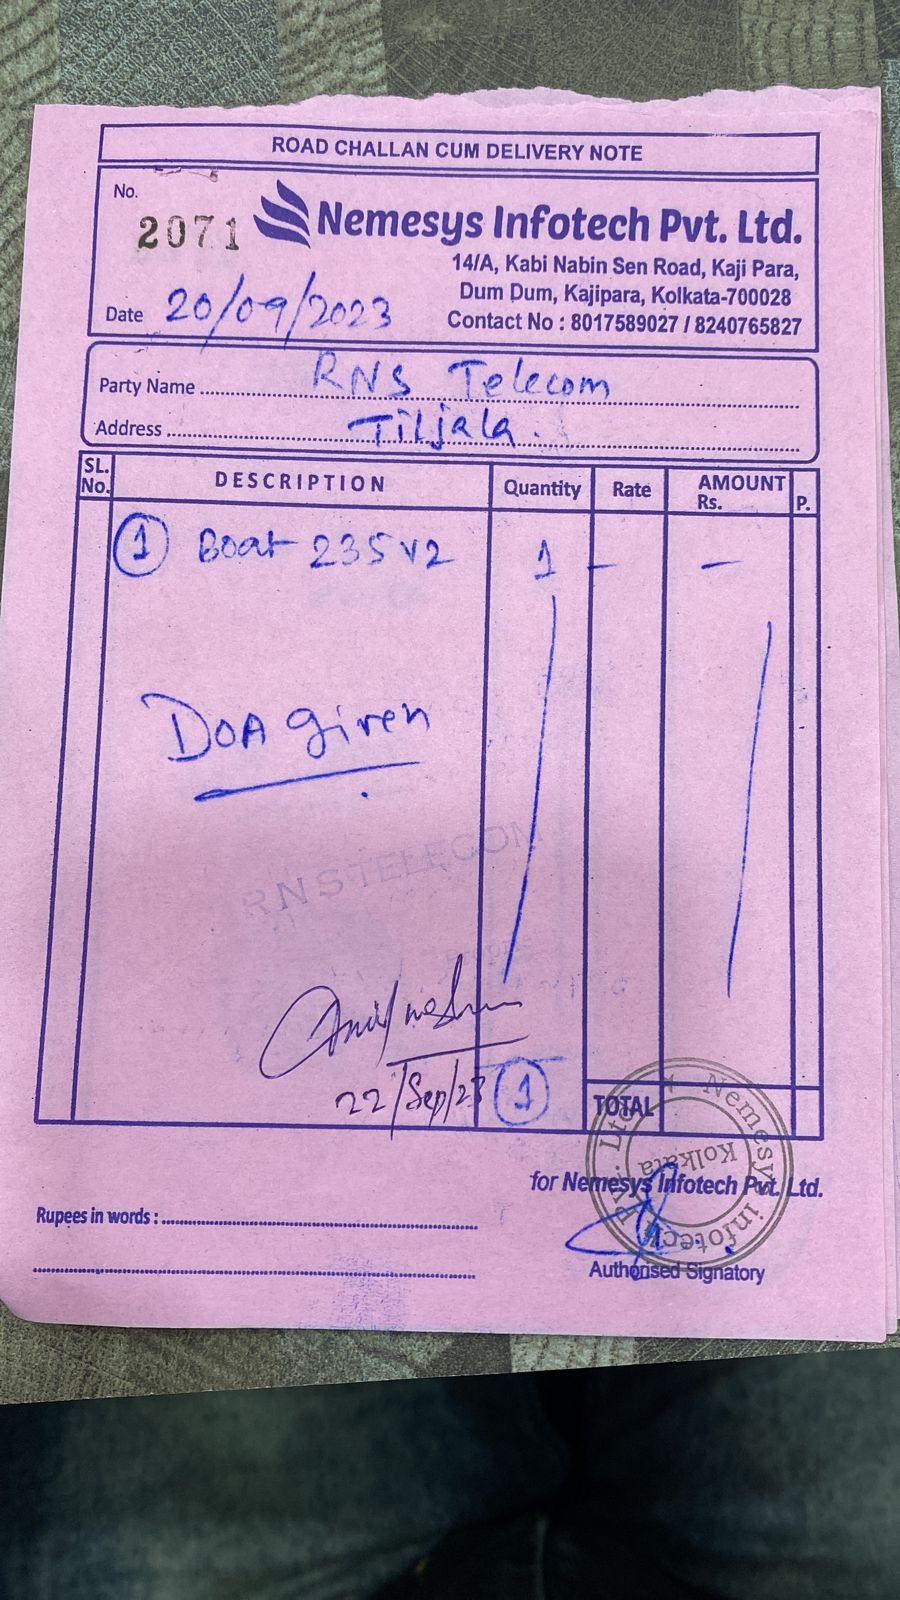 ROAD CHALLAN CUM DELIVERY NOTE
No.
2071
Nemesys Infotech Pvt. Ltd.
14/A, Kabi Nabin Sen Road, Kaji Para,
Dum Dum, Kajipara, Kolkata-700028
Contact No : 8017589027 / 8240765827
Date 20/09/2023
Party Name RNS Telecom
Address Tiljala.
SL. No. DESCRIPTION Quantity Rate AMOUNT Rs. P.
1 Boat 235 v2 1 - -
DOA given
RNS TELECOM
22/Sep/23 1
TOTAL
for Nemesys Infotech Pvt. Ltd.
Nemesys infotech Pvt. Ltd.
Kolkata
Rupees in words :
Authorised Signatory